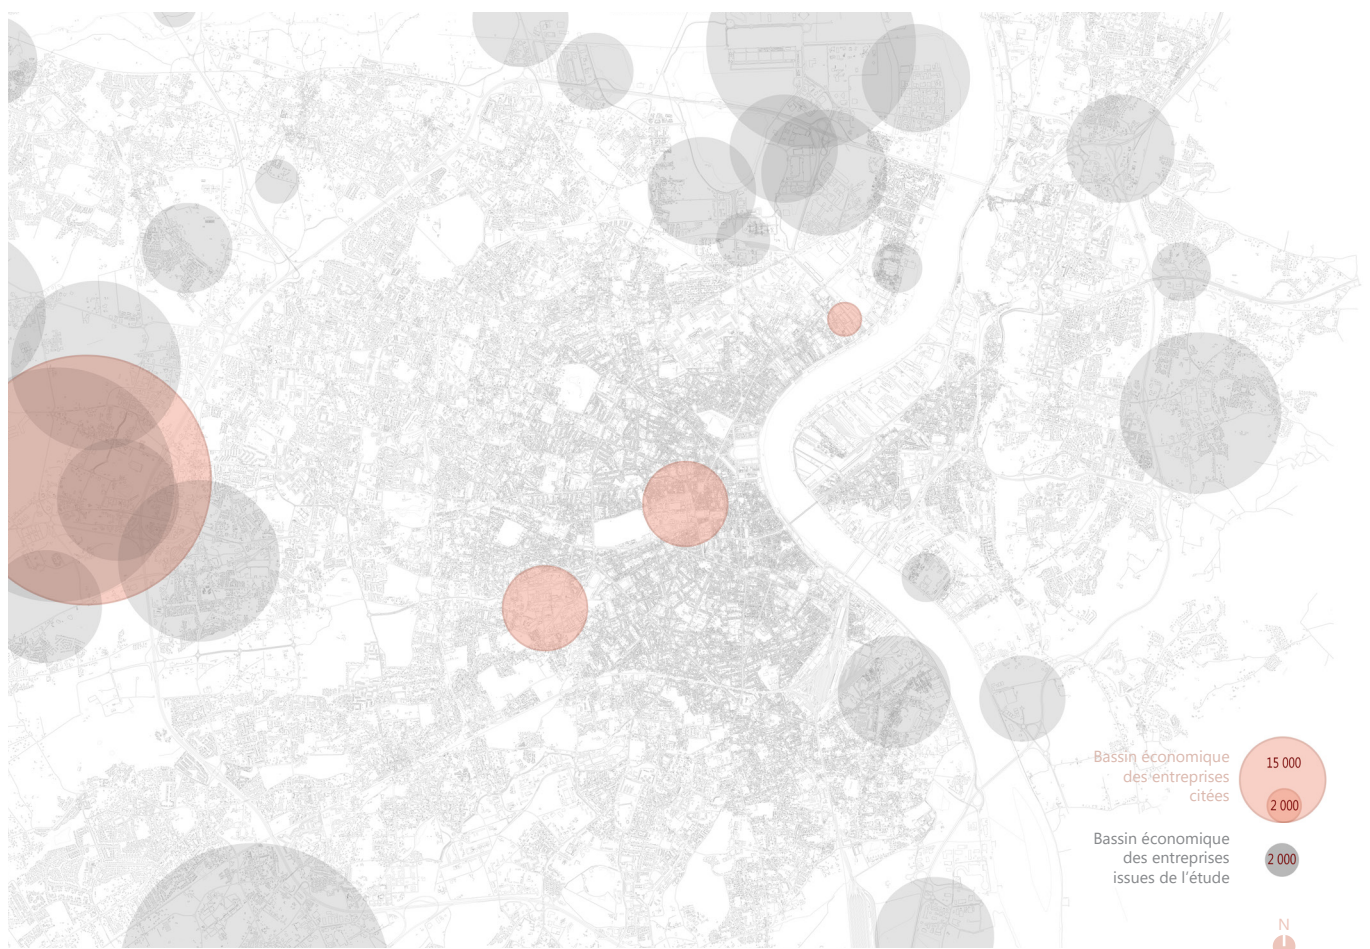 Bassin économique
des entreprises
citées
15 000
2 000
Bassin économique
des entreprises
issues de l'étude
2 000
N